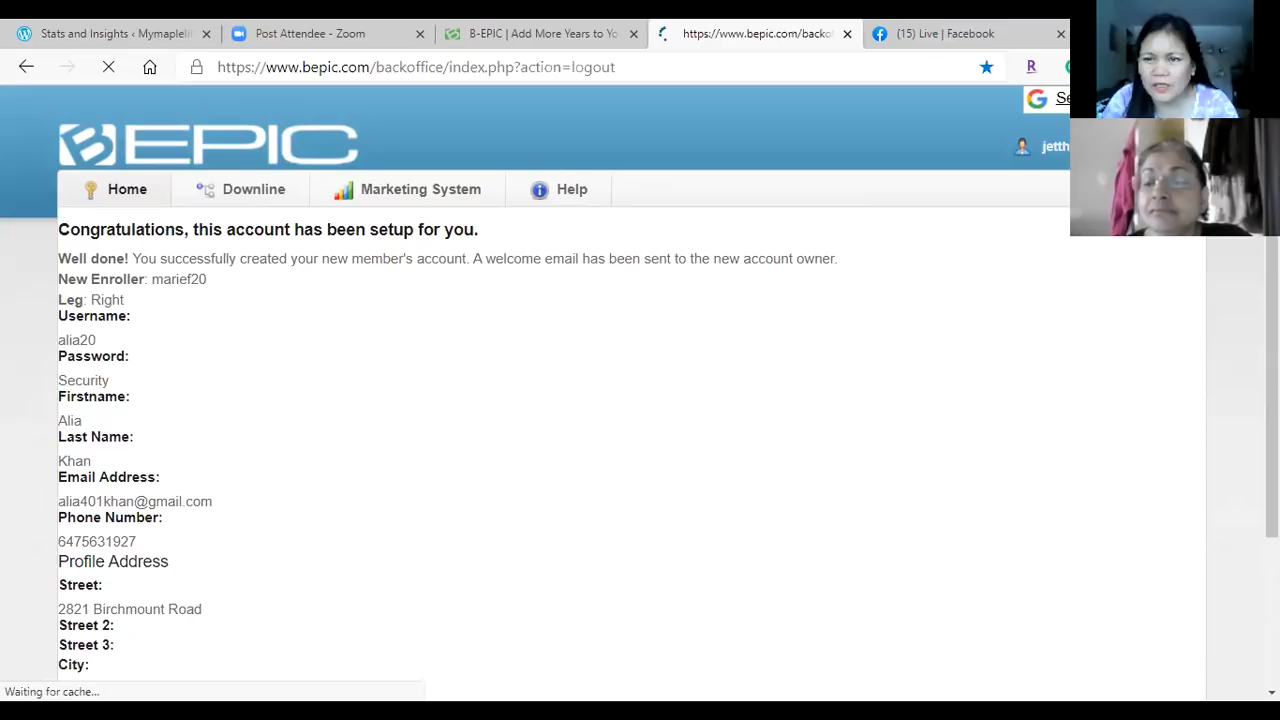 Stats and Insights ‹ Mymapleli
Post Attendee - Zoom
B-EPIC | Add More Years to Yo
https://www.bepic.com/backof
(15) Live | Facebook
https://www.bepic.com/backoffice/index.php?action=logout
R
G Se
BEPIC
jetth
Home
Downline
Marketing System
Help
Congratulations, this account has been setup for you.
Well done! You successfully created your new member's account. A welcome email has been sent to the new account owner.
New Enroller: marief20
Leg: Right
Username:
alia20
Password:
Security
Firstname:
Alia
Last Name:
Khan
Email Address:
alia401khan@gmail.com
Phone Number:
6475631927
Profile Address
Street:
2821 Birchmount Road
Street 2:
Street 3:
City:
Waiting for cache...